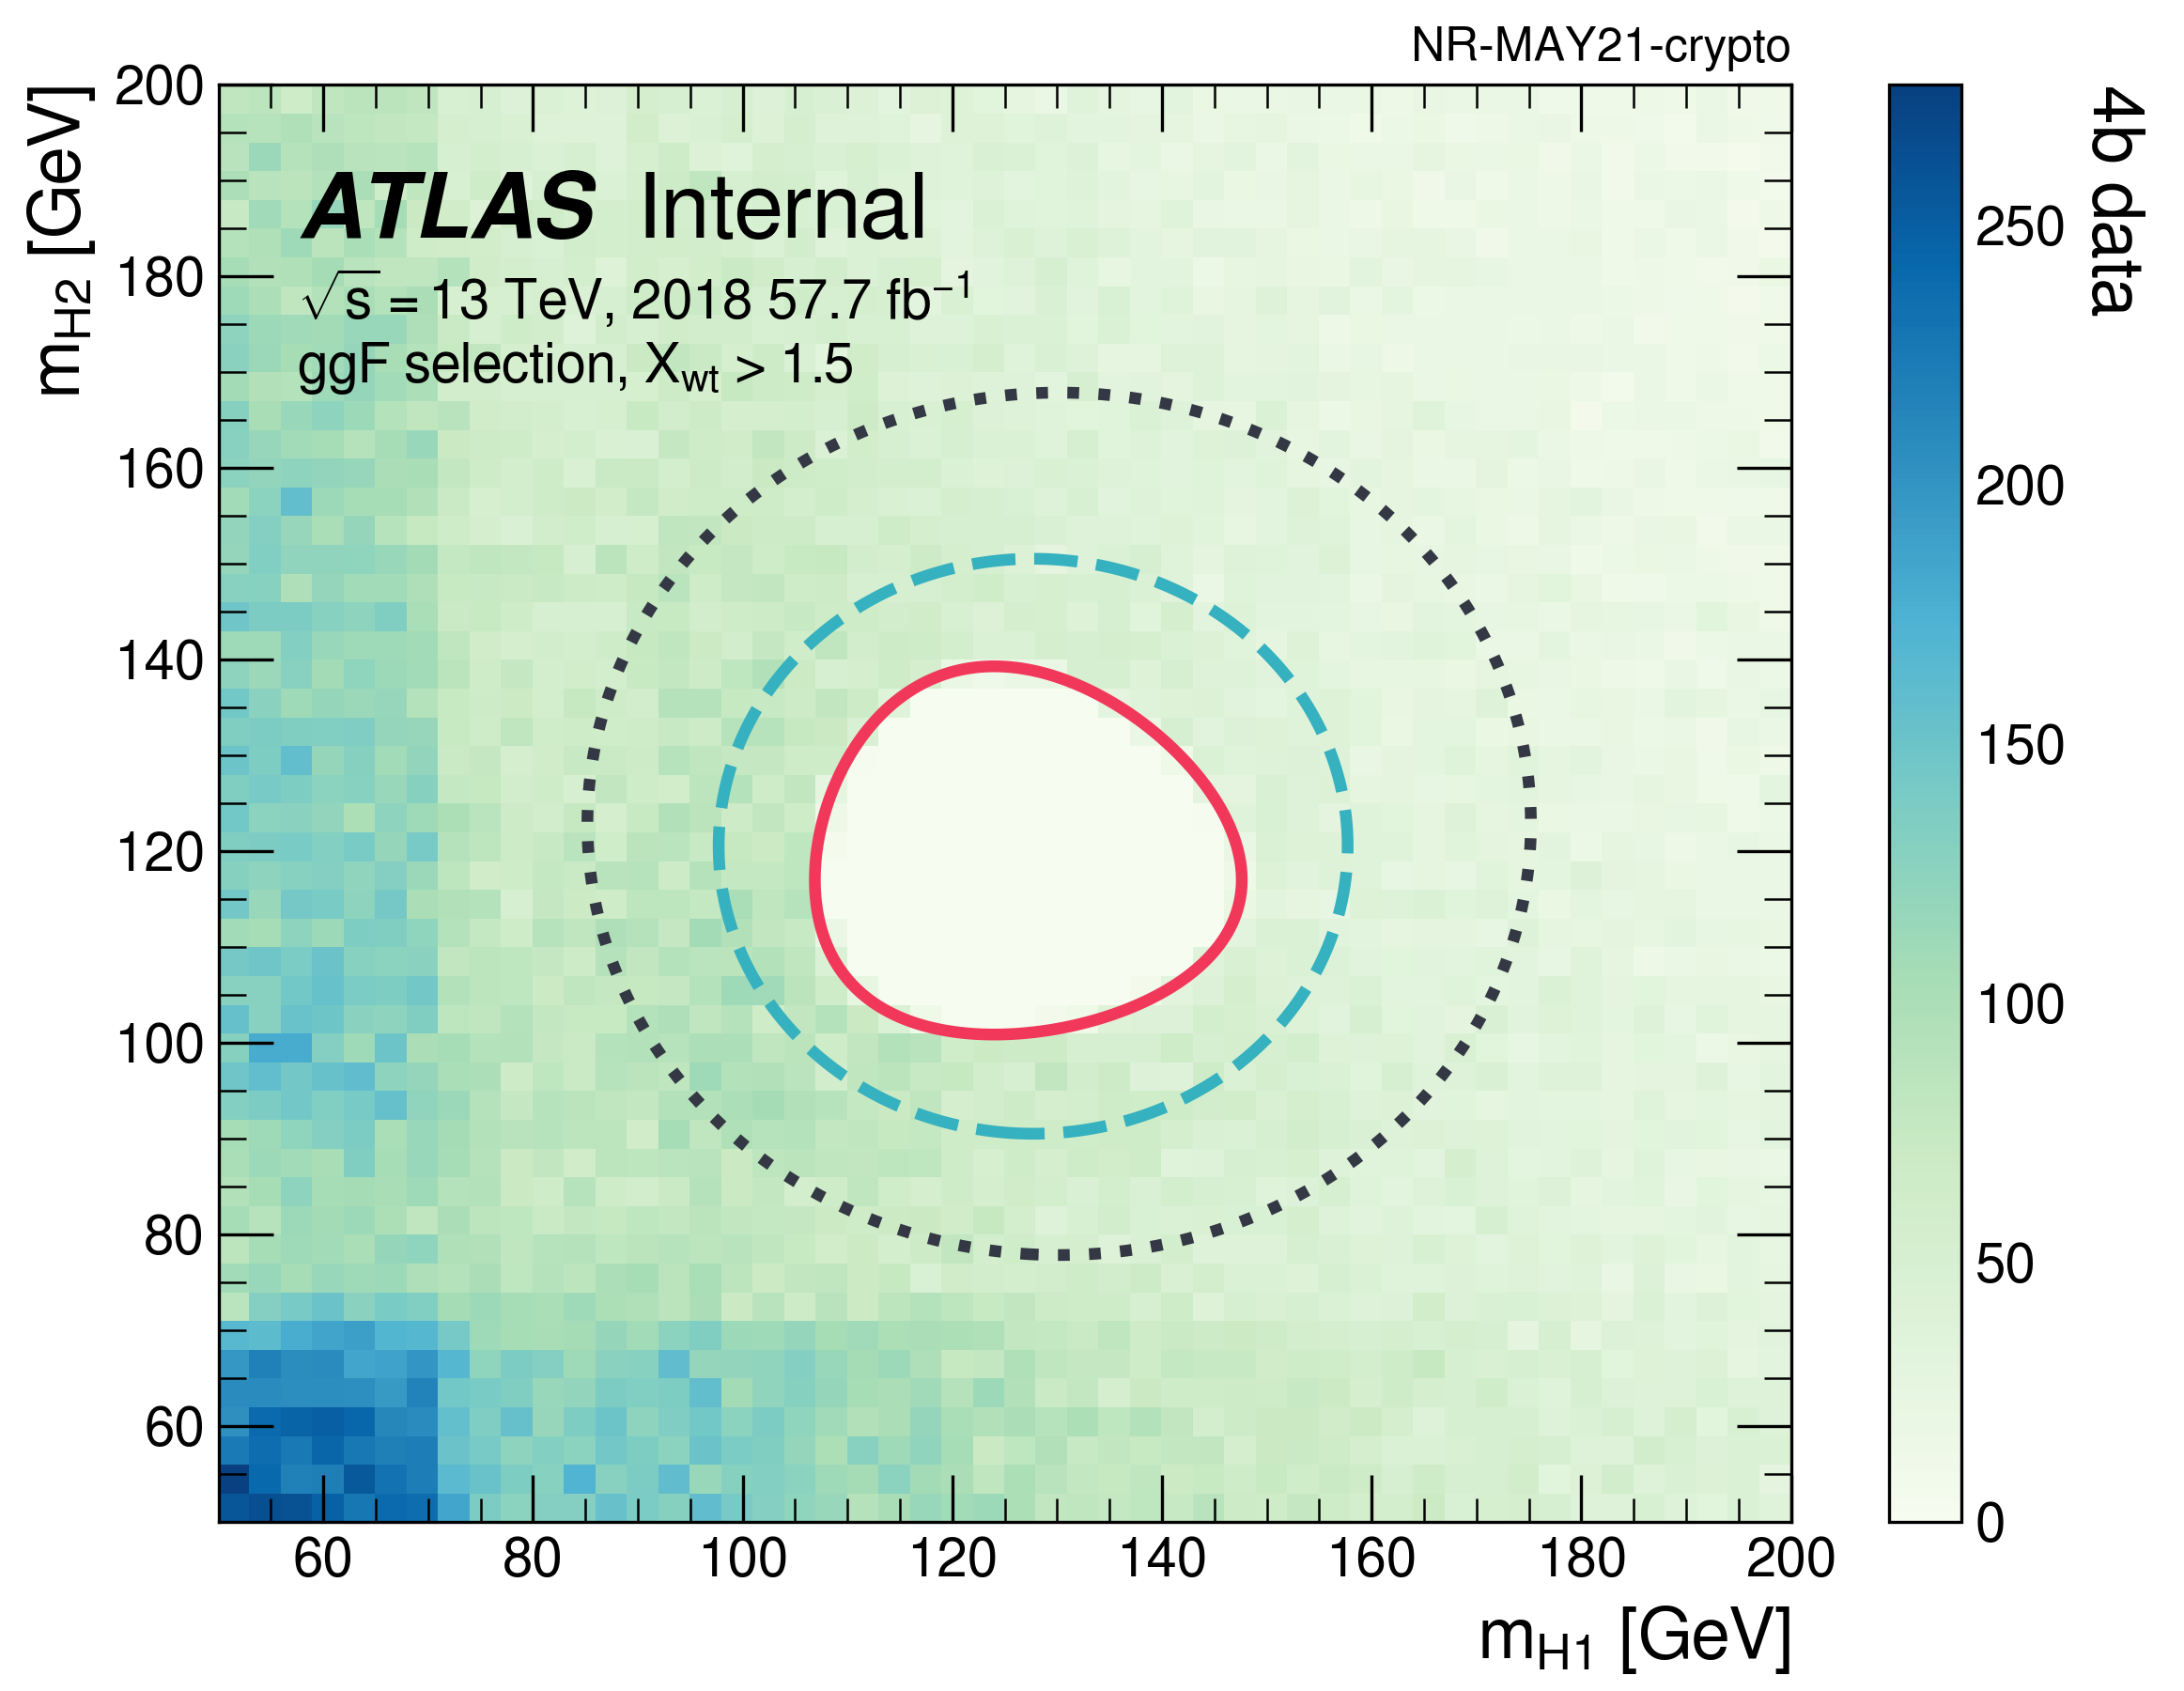 NR-MAY21-crypto
m_H2 [GeV]
200
180
160
140
120
100
80
60
ATLAS Internal
√s = 13 TeV, 2018 57.7 fb⁻¹
ggF selection, X_wt > 1.5
60 80 100 120 140 160 180 200
m_H1 [GeV]
4b data
250
200
150
100
50
0